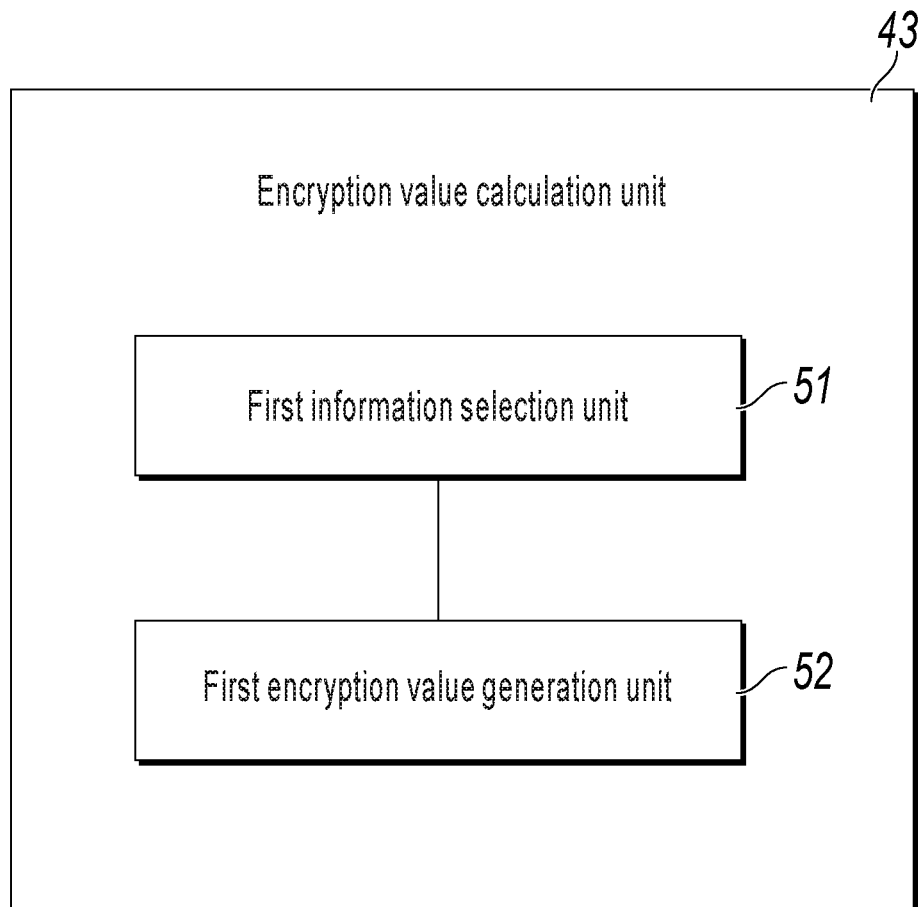 43
Encryption value calculation unit
First information selection unit
51
First encryption value generation unit
52